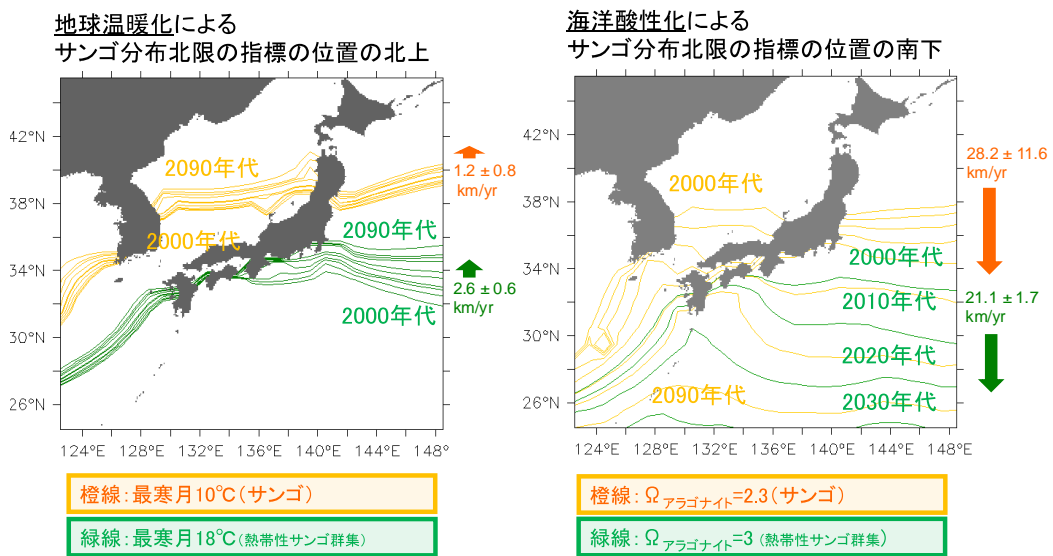 地球温暖化による
サンゴ分布北限の指標の位置の北上
42°N
38°N
34°N
30°N
26°N
124°E 128°E 132°E 136°E 140°E 144°E 148°
2090年代
2000年代
2090年代
2000年代
1.2 ± 0.8
km/yr
2.6 ± 0.6
km/yr
橙線：最寒月10℃（サンゴ）
緑線：最寒月18℃（熱帯性サンゴ群集）
海洋酸性化による
サンゴ分布北限の指標の位置の南下
42°N
38°N
34°N
30°N
26°N
124°E 128°E 132°E 136°E 140°E 144°E 148°E
2000年代
2000年代
2010年代
2020年代
2030年代
2090年代
28.2 ± 11.6
km/yr
21.1 ± 1.7
km/yr
橙線：Ωアラゴナイト=2.3（サンゴ）
緑線：Ωアラゴナイト=3（熱帯性サンゴ群集）